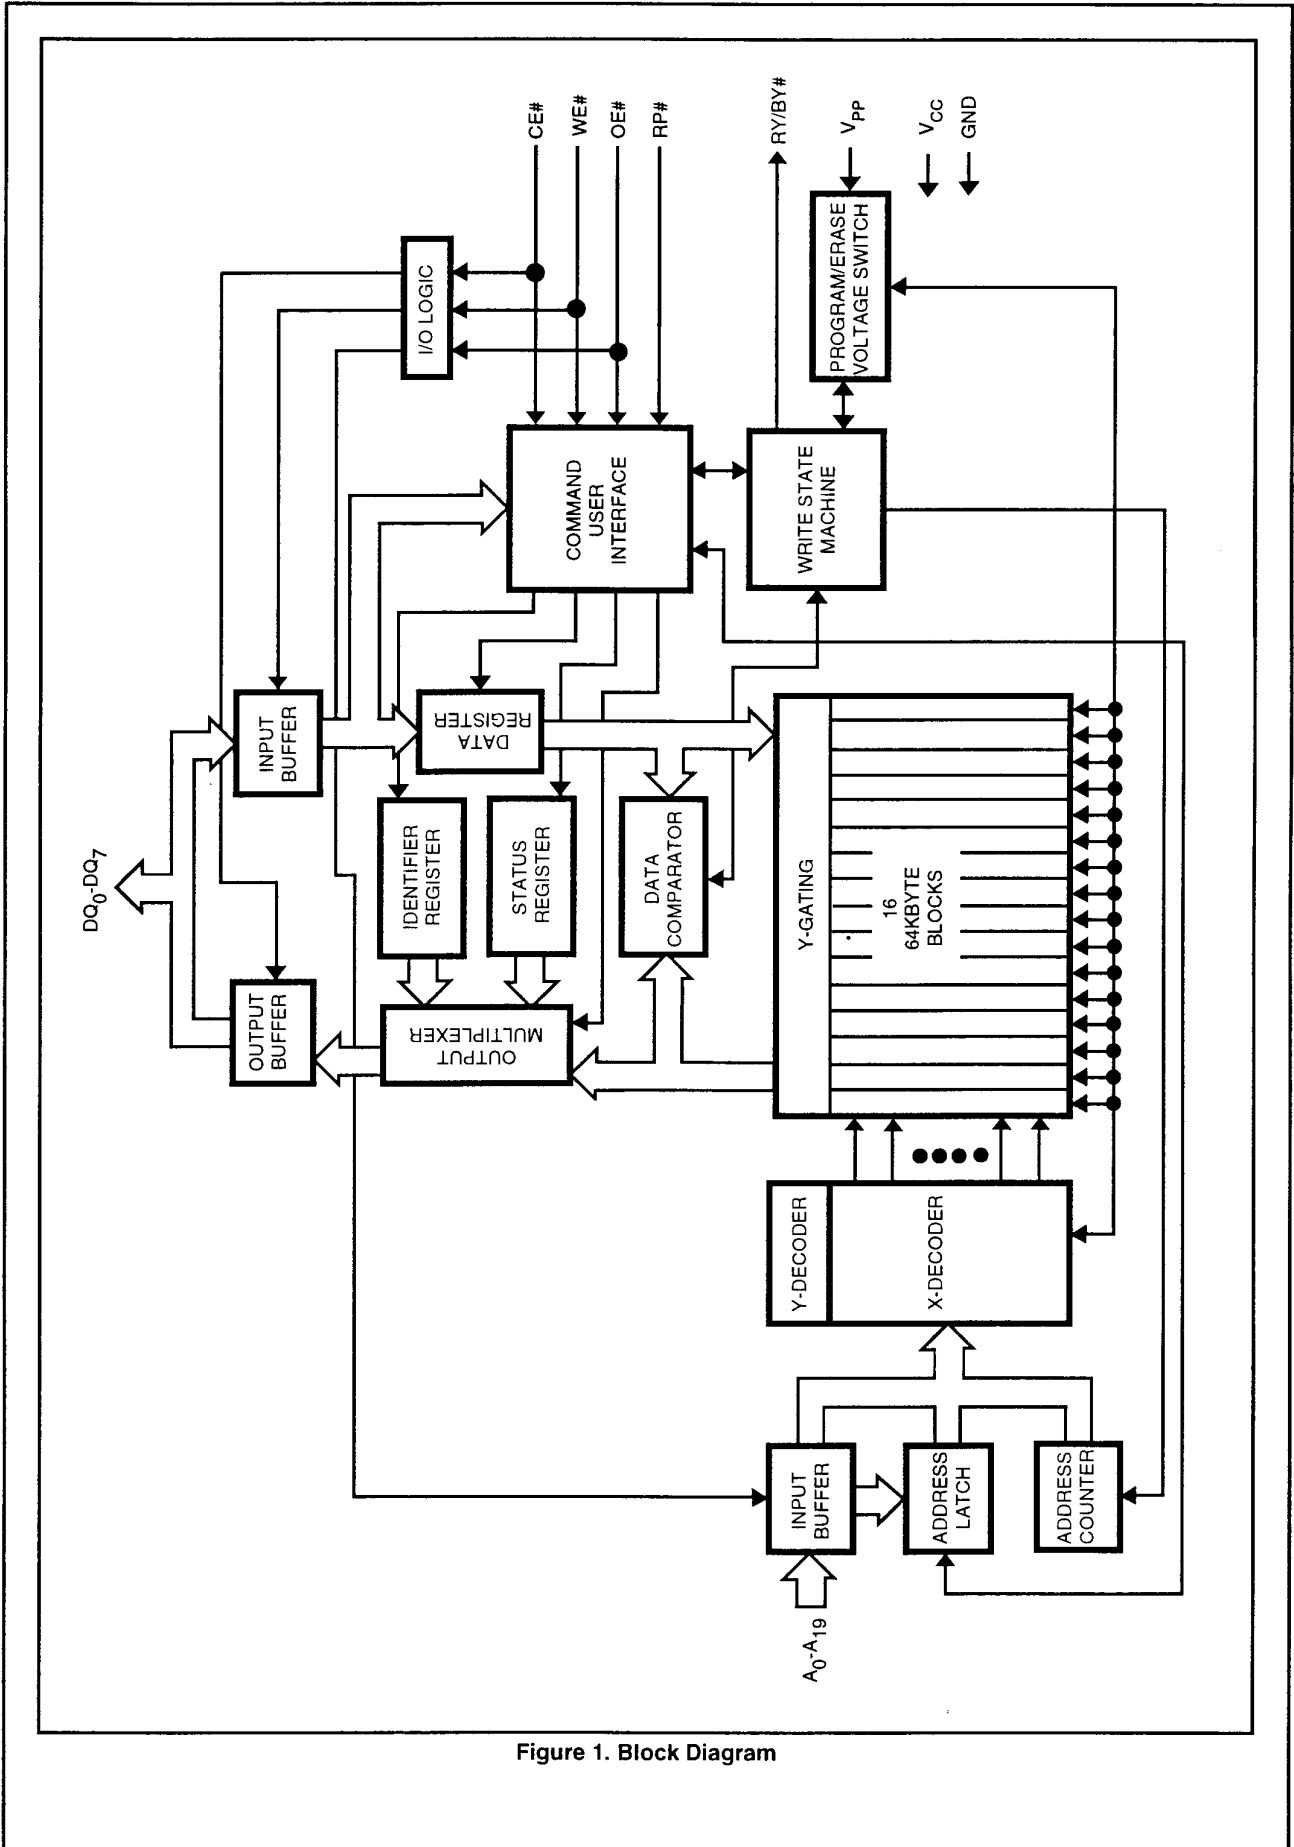 DQ0-DQ7
OUTPUT
BUFFER
INPUT
BUFFER
I/O LOGIC
CE#
WE#
OE#
RP#
IDENTIFIER
REGISTER
STATUS
REGISTER
DATA
REGISTER
OUTPUT
MULTIPLEXER
DATA
COMPARATOR
COMMAND
USER
INTERFACE
WRITE STATE
MACHINE
RY/BY#
PROGRAM/ERASE
VOLTAGE SWITCH
VPP
VCC
GND
Y-GATING
16
64KBYTE
BLOCKS
Y-DECODER
X-DECODER
A0-A19
INPUT
BUFFER
ADDRESS
LATCH
ADDRESS
COUNTER
Figure 1. Block Diagram